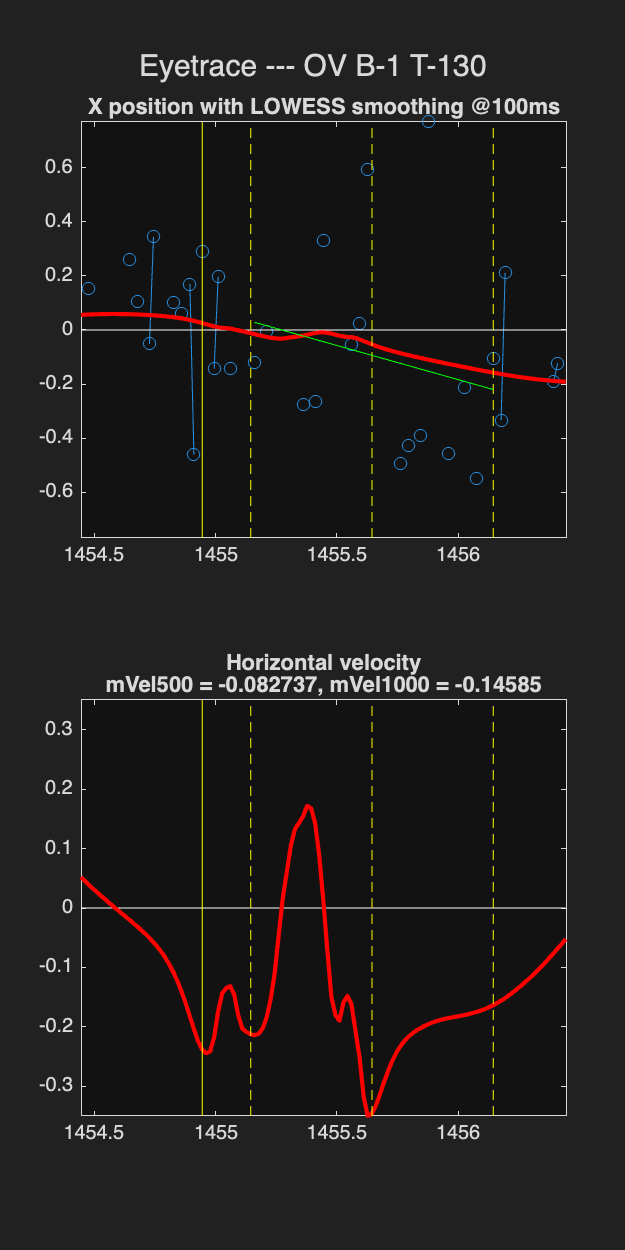 Eyetrace --- OV B-1 T-130
X position with LOWESS smoothing @100ms
0.6
0.4
0.2
0
-0.2
-0.4
-0.6
1454.5 1455 1455.5 1456
Horizontal velocity
mVel500 = -0.082737, mVel1000 = -0.14585
0.3
0.2
0.1
0
-0.1
-0.2
-0.3
1454.5 1455 1455.5 1456